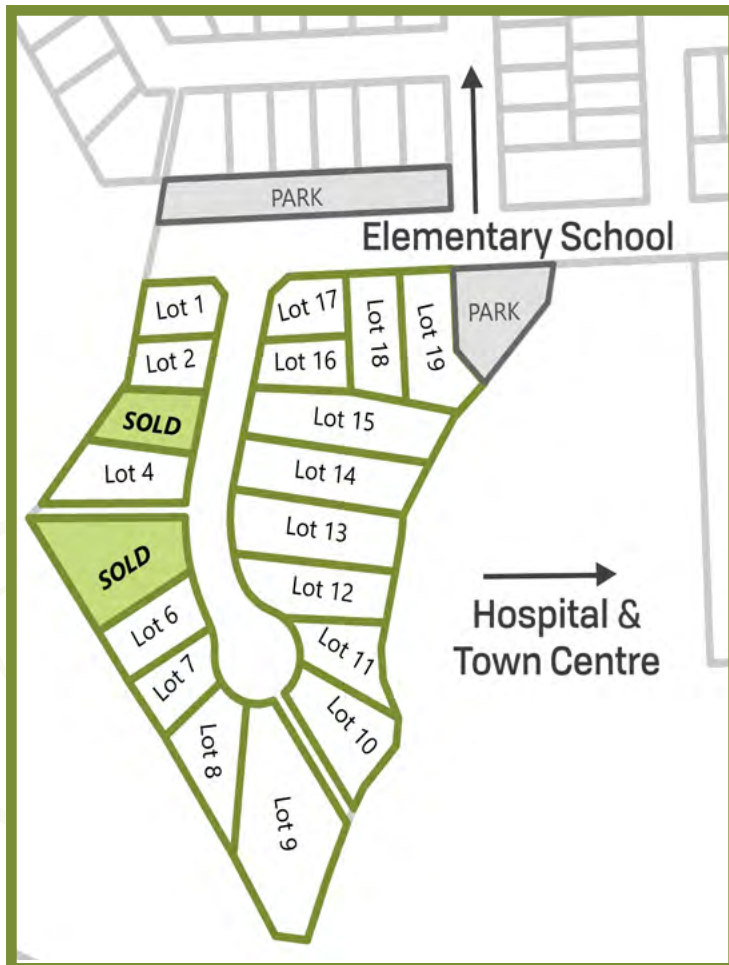 PARK
Elementary School
PARK
Lot 1
Lot 17
Lot 18
Lot 19
Lot 2
Lot 16
SOLD
Lot 15
Lot 4
Lot 14
Lot 13
SOLD
Lot 12
Hospital &
Town Centre
Lot 6
Lot 11
Lot 7
Lot 10
Lot 8
Lot 9